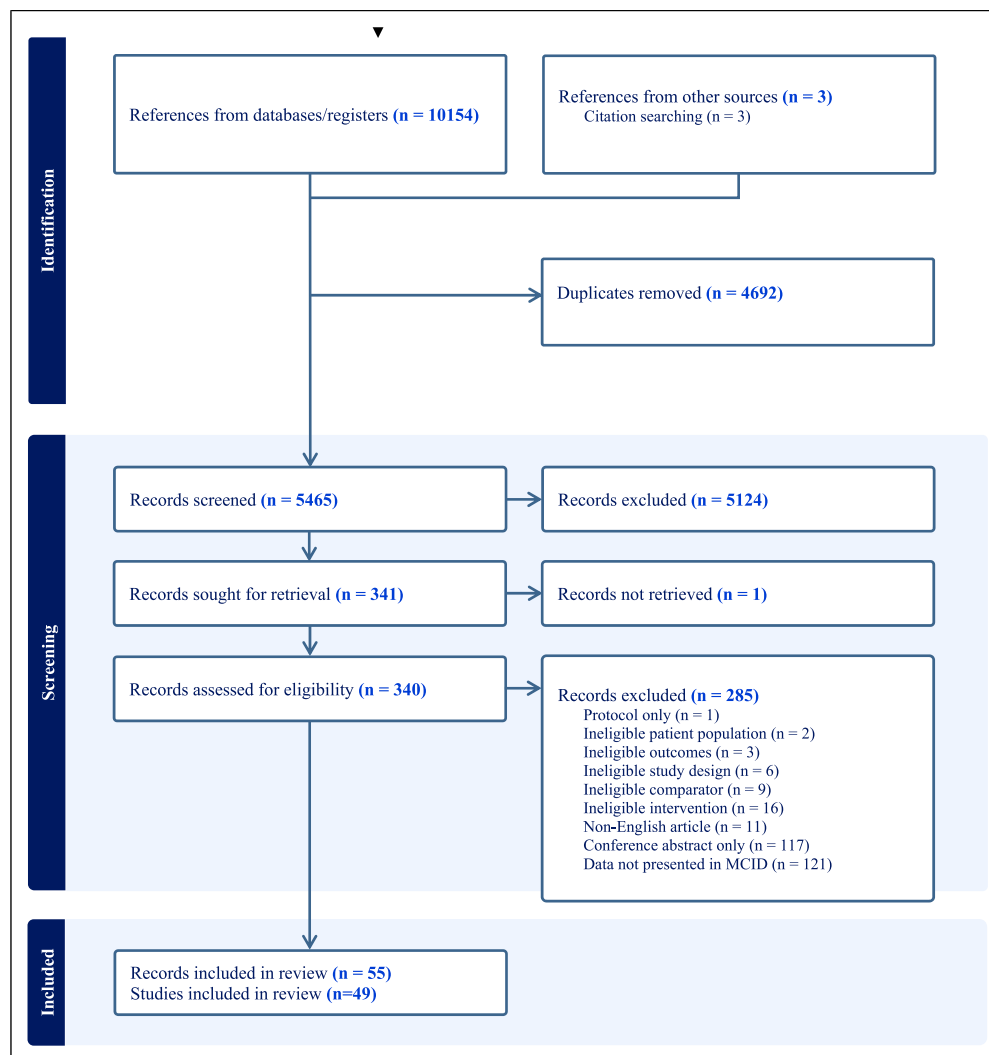 Identification
References from databases/registers (n = 10154)
References from other sources (n = 3)
Citation searching (n = 3)
Duplicates removed (n = 4692)
Screening
Records screened (n = 5465)
Records excluded (n = 5124)
Records sought for retrieval (n = 341)
Records not retrieved (n = 1)
Records assessed for eligibility (n = 340)
Records excluded (n = 285)
Protocol only (n = 1)
Ineligible patient population (n = 2)
Ineligible outcomes (n = 3)
Ineligible study design (n = 6)
Ineligible comparator (n = 9)
Ineligible intervention (n = 16)
Non-English article (n = 11)
Conference abstract only (n = 117)
Data not presented in MCID (n = 121)
Included
Records included in review (n = 55)
Studies included in review (n=49)